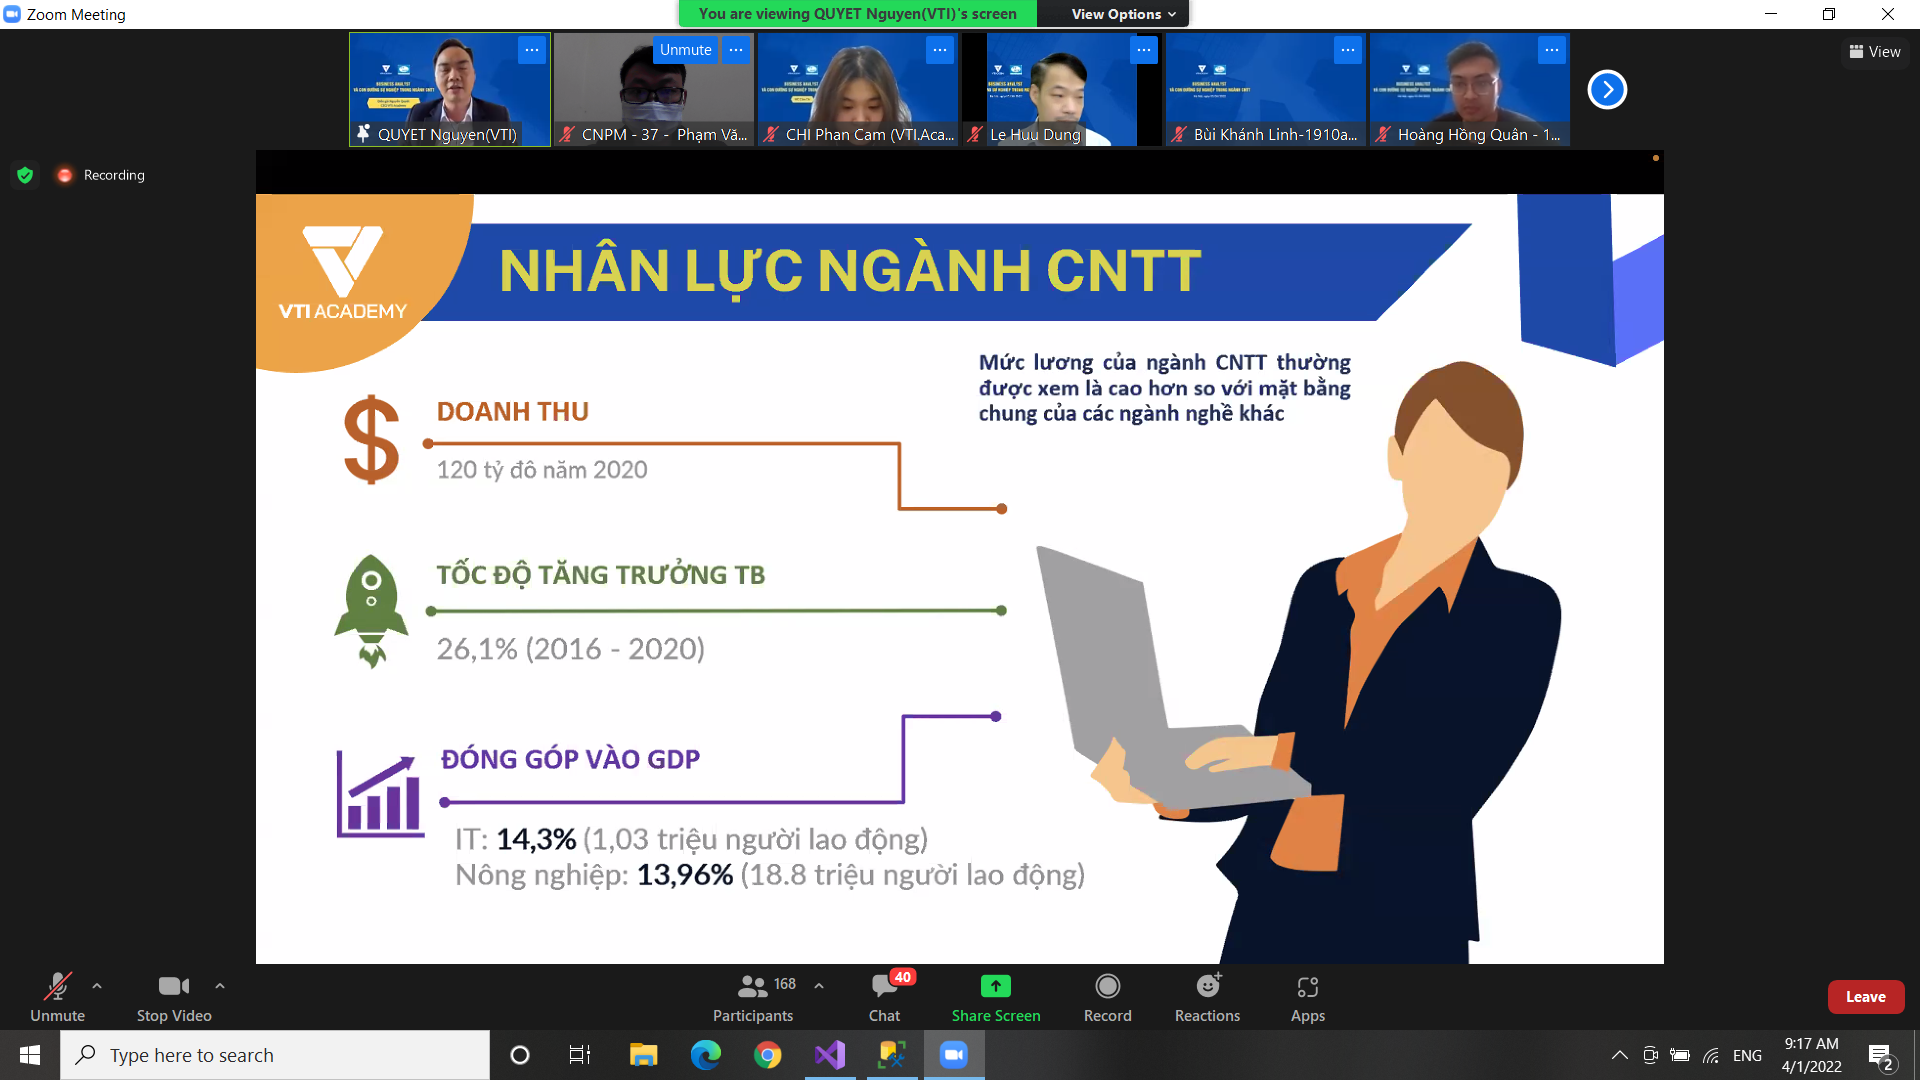 Zoom Meeting
You are viewing QUYET Nguyen(VTI)'s screen
View Options
View
QUYET Nguyen(VTI)
Unmute
CNPM - 37 - Phạm Vă...
CHI Phan Cam (VTI.Aca...
Le Huu Dung
Bùi Khánh Linh-1910a...
Hoàng Hồng Quân - 1...
Recording
VTI ACADEMY
NHÂN LỰC NGÀNH CNTT
Mức lương của ngành CNTT thường
được xem là cao hơn so với mặt bằng
chung của các ngành nghề khác
DOANH THU
120 tỷ đô năm 2020
TỐC ĐỘ TĂNG TRƯỞNG TB
26,1% (2016 - 2020)
ĐÓNG GÓP VÀO GDP
IT: 14,3% (1,03 triệu người lao động)
Nông nghiệp: 13,96% (18.8 triệu người lao động)
Unmute
Stop Video
168
Participants
40
Chat
Share Screen
Record
Reactions
Apps
Leave
Type here to search
ENG
9:17 AM
4/1/2022
2